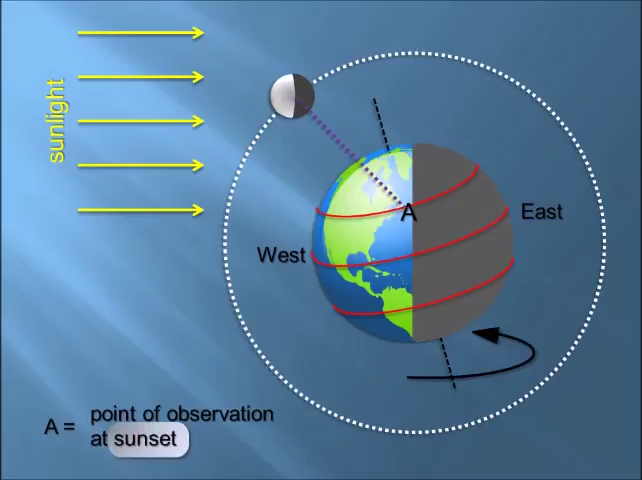 sunlight
A
East
West
A = point of observation
at sunset